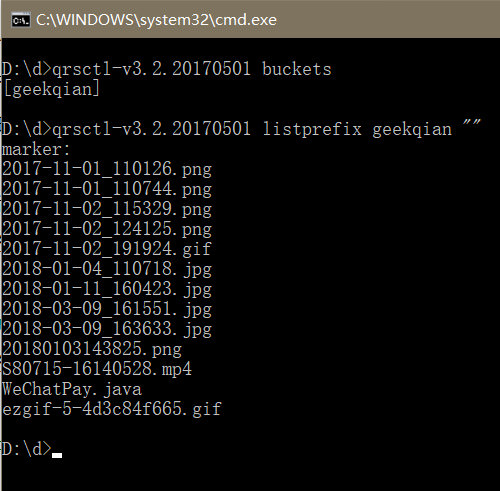 C:\WINDOWS\system32\cmd.exe
D:\d>qrsctl-v3.2.20170501 buckets
[geekqian]
D:\d>qrsctl-v3.2.20170501 listprefix geekqian ""
marker:
2017-11-01_110126.png
2017-11-01_110744.png
2017-11-02_115329.png
2017-11-02_124125.png
2017-11-02_191924.gif
2018-01-04_110718.jpg
2018-01-11_160423.jpg
2018-03-09_161551.jpg
2018-03-09_163633.jpg
20180103143825.png
S80715-16140528.mp4
WeChatPay.java
ezgif-5-4d3c84f665.gif
D:\d>